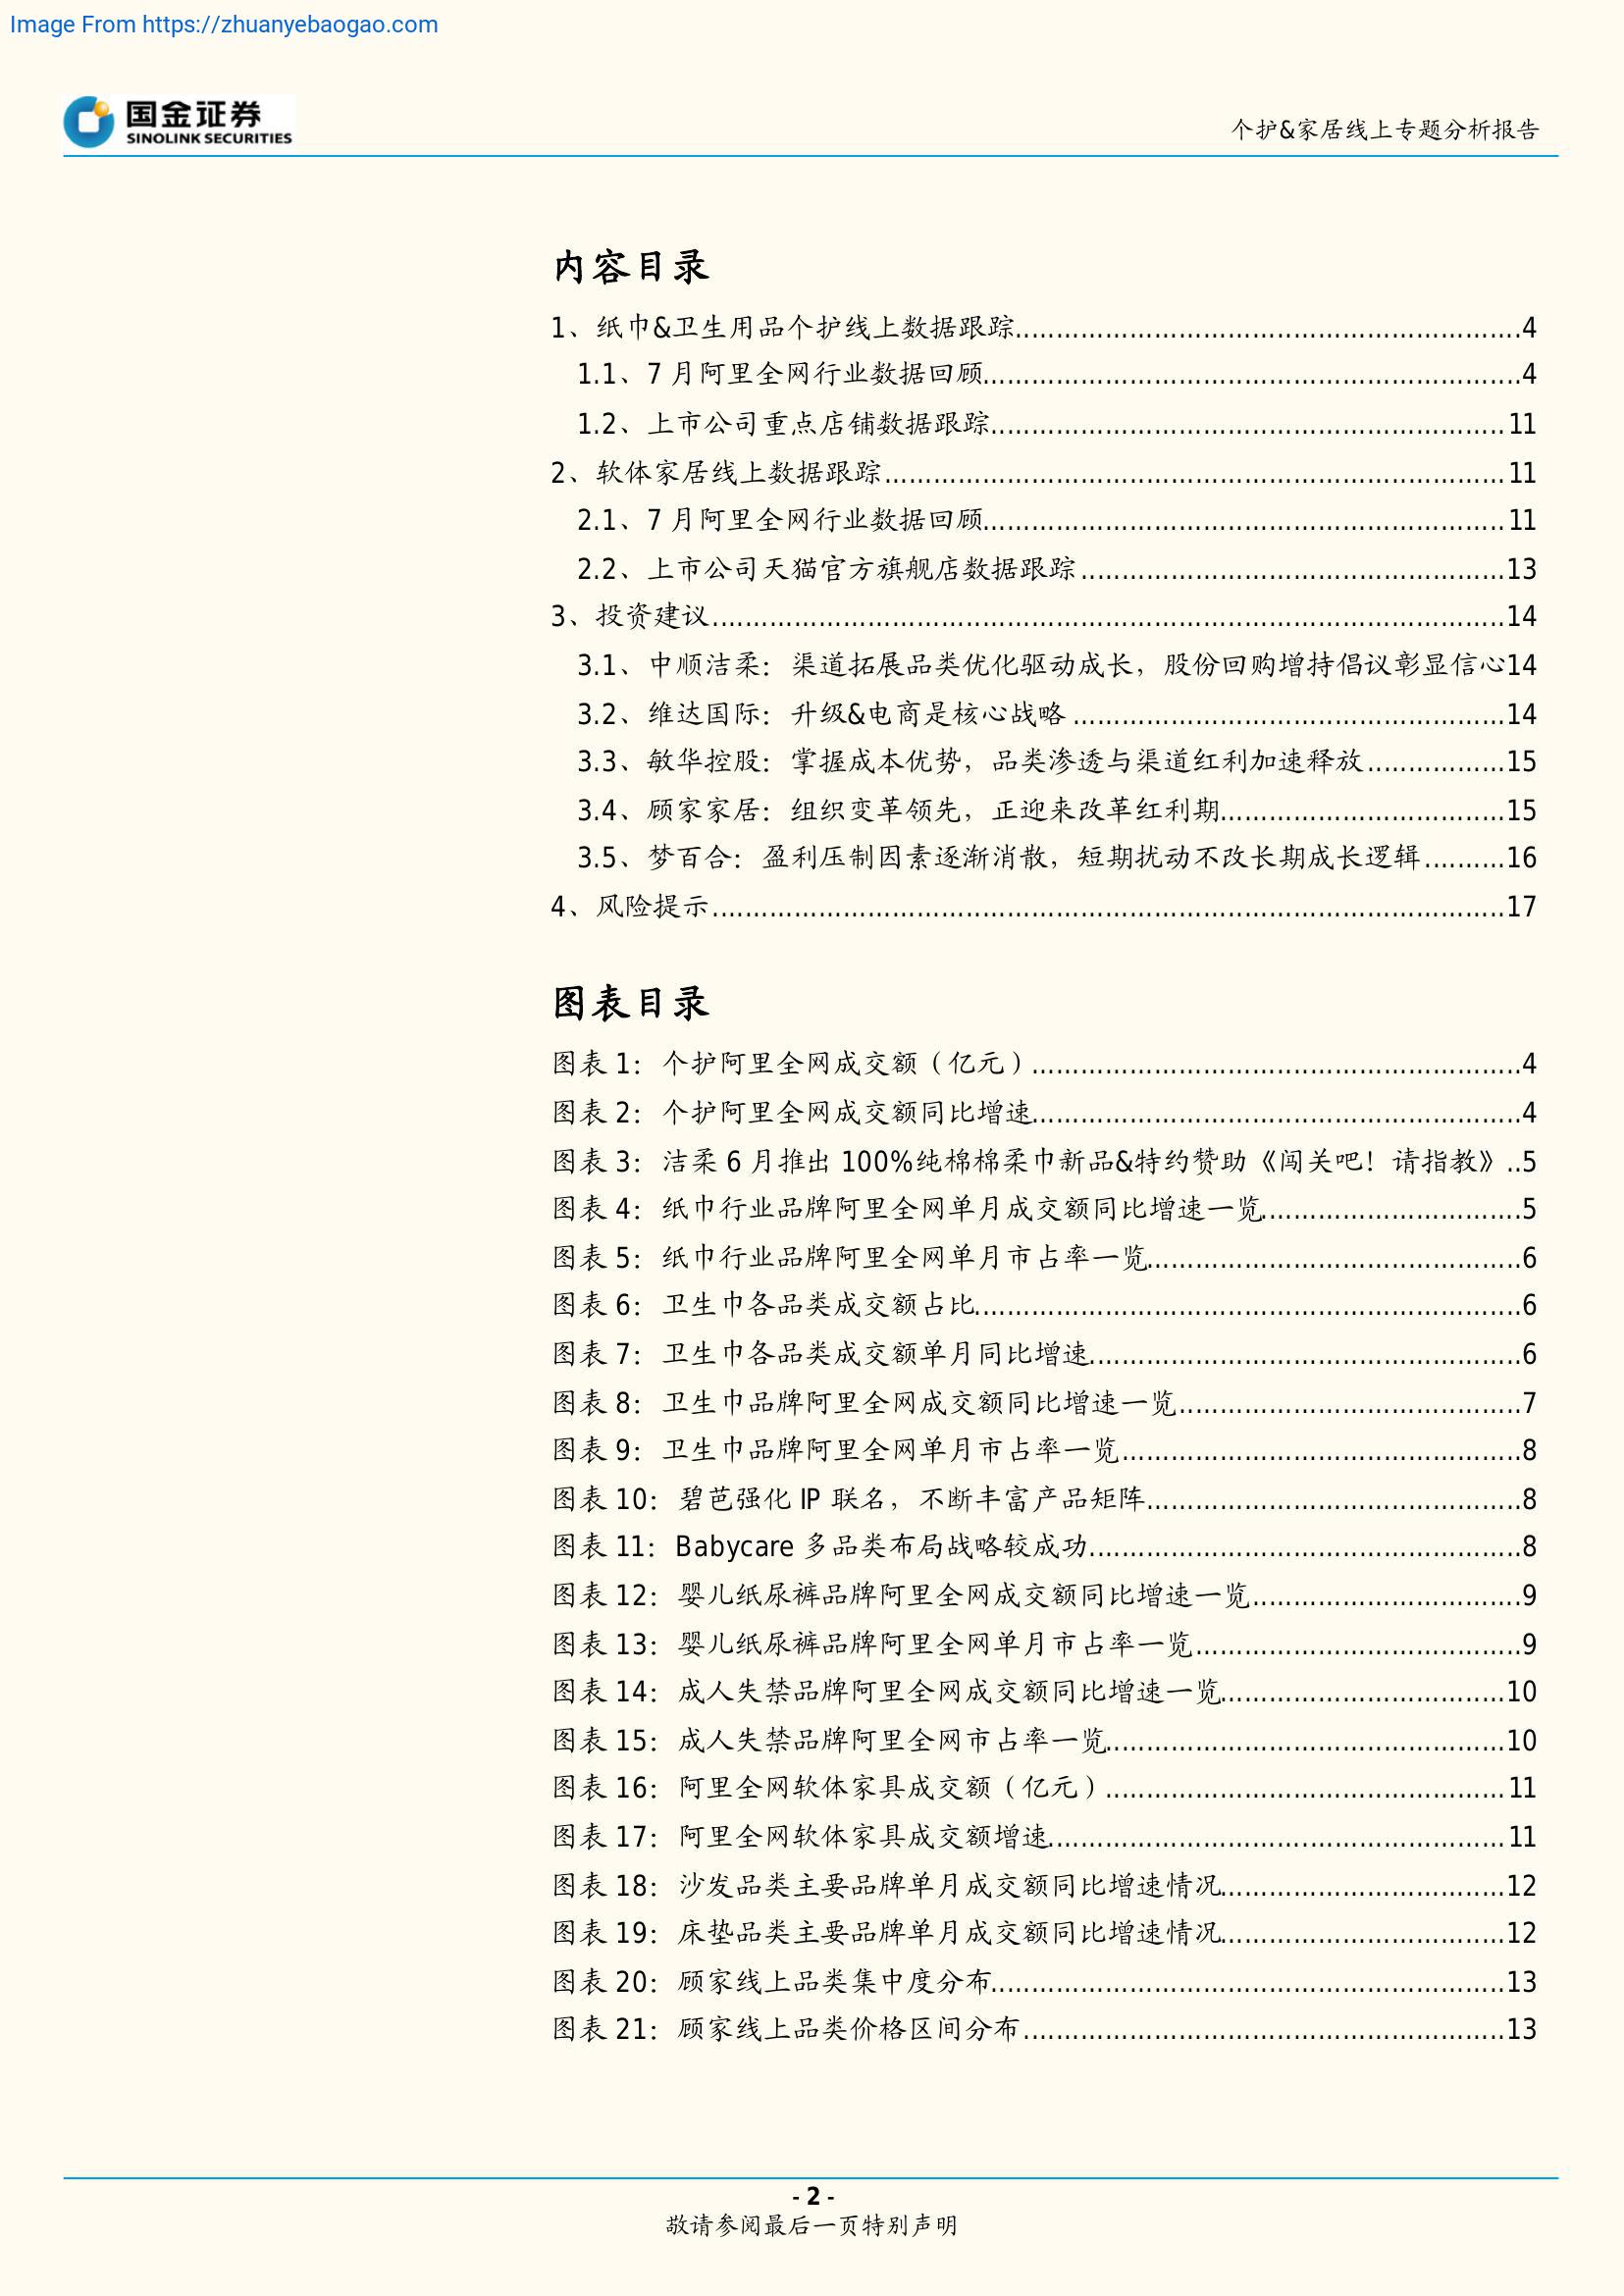 Image From https://zhuanyebaogao.com
国金证券
SINOLINK SECURITIES
个护&家居线上专题分析报告
内容目录
1、纸巾&卫生用品个护线上数据跟踪....................4
1.1、7 月阿里全网行业数据回顾....................4
1.2、上市公司重点店铺数据跟踪....................11
2、软体家居线上数据跟踪....................11
2.1、7 月阿里全网行业数据回顾....................11
2.2、上市公司天猫官方旗舰店数据跟踪....................13
3、投资建议....................14
3.1、中顺洁柔：渠道拓展品类优化驱动成长，股份回购增持倡议彰显信心14
3.2、维达国际：升级&电商是核心战略....................14
3.3、敏华控股：掌握成本优势，品类渗透与渠道红利加速释放....................15
3.4、顾家家居：组织变革领先，正迎来改革红利期....................15
3.5、梦百合：盈利压制因素逐渐消散，短期扰动不改长期成长逻辑..........16
4、风险提示....................17
图表目录
图表 1：个护阿里全网成交额（亿元）....................4
图表 2：个护阿里全网成交额同比增速....................4
图表 3：洁柔 6 月推出 100%纯棉棉柔巾新品&特约赞助《闯关吧！请指教》..5
图表 4：纸巾行业品牌阿里全网单月成交额同比增速一览....................5
图表 5：纸巾行业品牌阿里全网单月市占率一览....................6
图表 6：卫生巾各品类成交额占比....................6
图表 7：卫生巾各品类成交额单月同比增速....................6
图表 8：卫生巾品牌阿里全网成交额同比增速一览....................7
图表 9：卫生巾品牌阿里全网单月市占率一览....................8
图表 10：碧芭强化 IP 联名，不断丰富产品矩阵....................8
图表 11：Babycare 多品类布局战略较成功....................8
图表 12：婴儿纸尿裤品牌阿里全网成交额同比增速一览....................9
图表 13：婴儿纸尿裤品牌阿里全网单月市占率一览....................9
图表 14：成人失禁品牌阿里全网成交额同比增速一览....................10
图表 15：成人失禁品牌阿里全网市占率一览....................10
图表 16：阿里全网软体家具成交额（亿元）....................11
图表 17：阿里全网软体家具成交额增速....................11
图表 18：沙发品类主要品牌单月成交额同比增速情况....................12
图表 19：床垫品类主要品牌单月成交额同比增速情况....................12
图表 20：顾家线上品类集中度分布....................13
图表 21：顾家线上品类价格区间分布....................13
- 2 -
敬请参阅最后一页特别声明